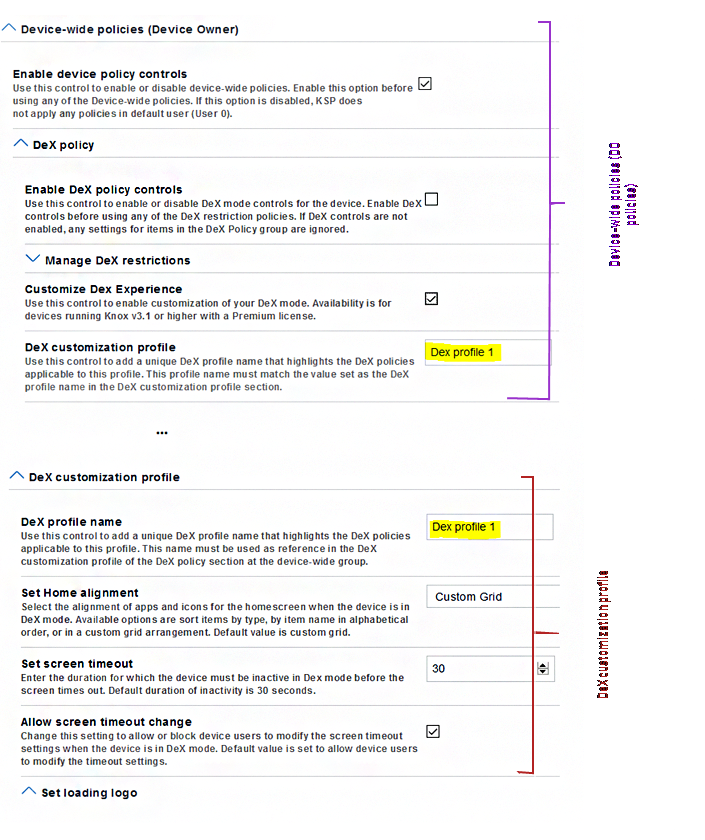 Device-wide policies (Device Owner)
Enable device policy controls
Use this control to enable or disable device-wide policies. Enable this option before
using any of the Device-wide policies. If this option is disabled, KSP does
not apply any policies in default user (User 0).
DeX policy
Enable DeX policy controls
Use this control to enable or disable DeX mode controls for the device. Enable DeX
controls before using any of the DeX restriction policies. If DeX controls are not
enabled, any settings for items in the DeX Policy group are ignored.
Manage DeX restrictions
Customize Dex Experience
Use this control to enable customization of your DeX mode. Availability is for
devices running Knox v3.1 or higher with a Premium license.
DeX customization profile
Dex profile 1
Use this control to add a unique DeX profile name that highlights the DeX policies
applicable to this profile. This profile name must match the value set as the DeX
profile name in the DeX customization profile section.
Device-wide policies (DO
policies)
...
DeX customization profile
DeX profile name
Dex profile 1
Use this control to add a unique DeX profile name that highlights the DeX policies
applicable to this profile. This name must be used as reference in the DeX
customization profile of the DeX policy section at the device-wide group.
Set Home alignment
Custom Grid
Select the alignment of apps and icons for the homescreen when the device is in
DeX mode. Available options are sort items by type, by item name in alphabetical
order, or in a custom grid arrangement. Default value is custom grid.
Set screen timeout
30
Enter the duration for which the device must be inactive in Dex mode before the
screen times out. Default duration of inactivity is 30 seconds.
Allow screen timeout change
Change this setting to allow or block device users to modify the screen timeout
settings when the device is in DeX mode. Default value is set to allow device users
to modify the timeout settings.
Set loading logo
DeX customization profile